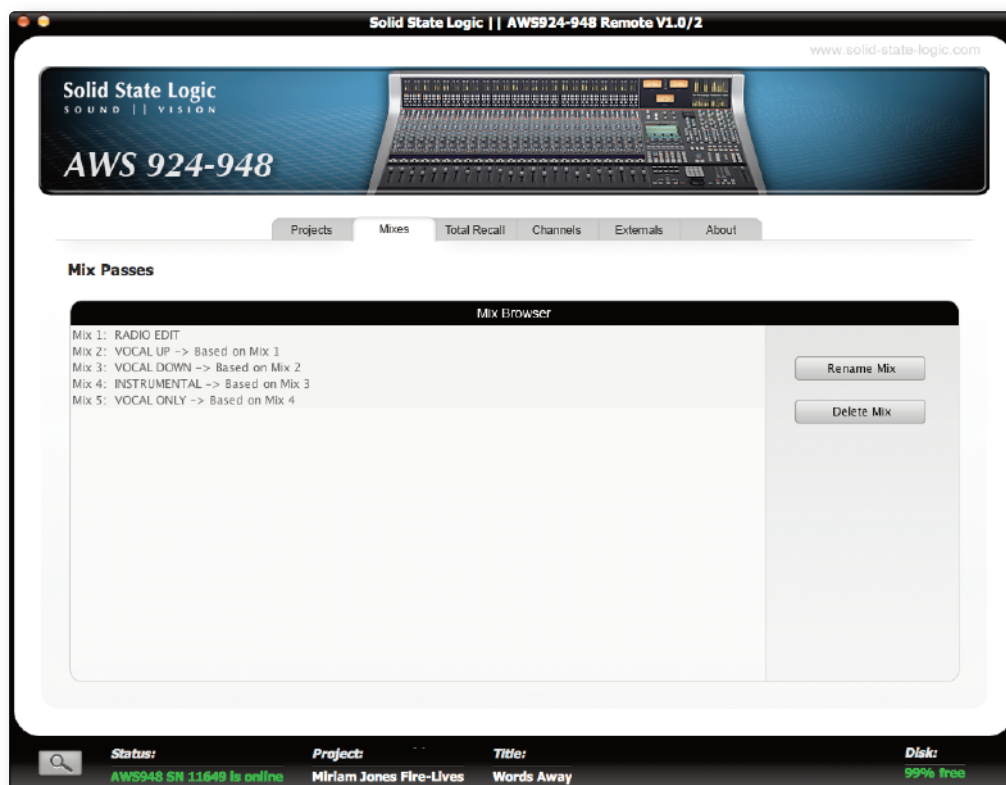 Solid State Logic || AWS924-948 Remote V1.0/2
www.solid-state-logic.com
Solid State Logic
SOUND || VISION
AWS 924-948
Projects Mixes Total Recall Channels Externals About
Mix Passes
Mix Browser
Mix 1: RADIO EDIT
Mix 2: VOCAL UP -> Based on Mix 1
Mix 3: VOCAL DOWN -> Based on Mix 2
Mix 4: INSTRUMENTAL -> Based on Mix 3
Mix 5: VOCAL ONLY -> Based on Mix 4
Rename Mix
Delete Mix
Status: Project: Title: Disk:
AWS948 SN 11649 is online Miriam Jones Fire-Lives Words Away 99% free